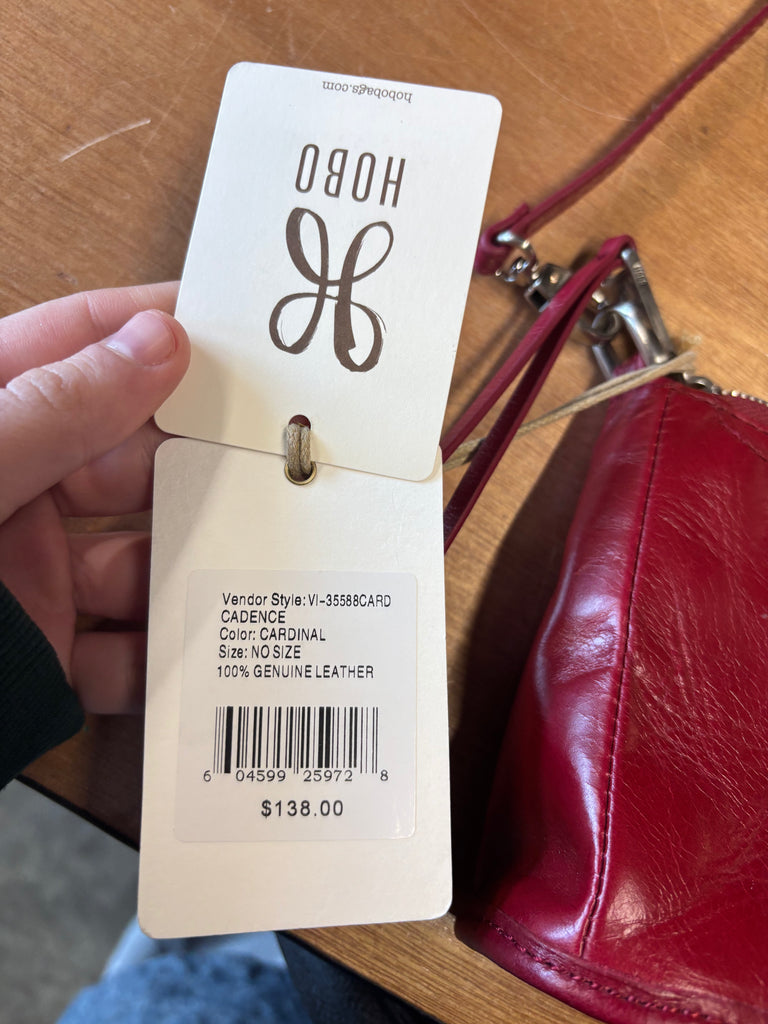 hobobags.com
HOBO
Vendor Style: VI-35588CARD
CADENCE
Color: CARDINAL
Size: NO SIZE
100% GENUINE LEATHER
6 04599 25972 8
$138.00